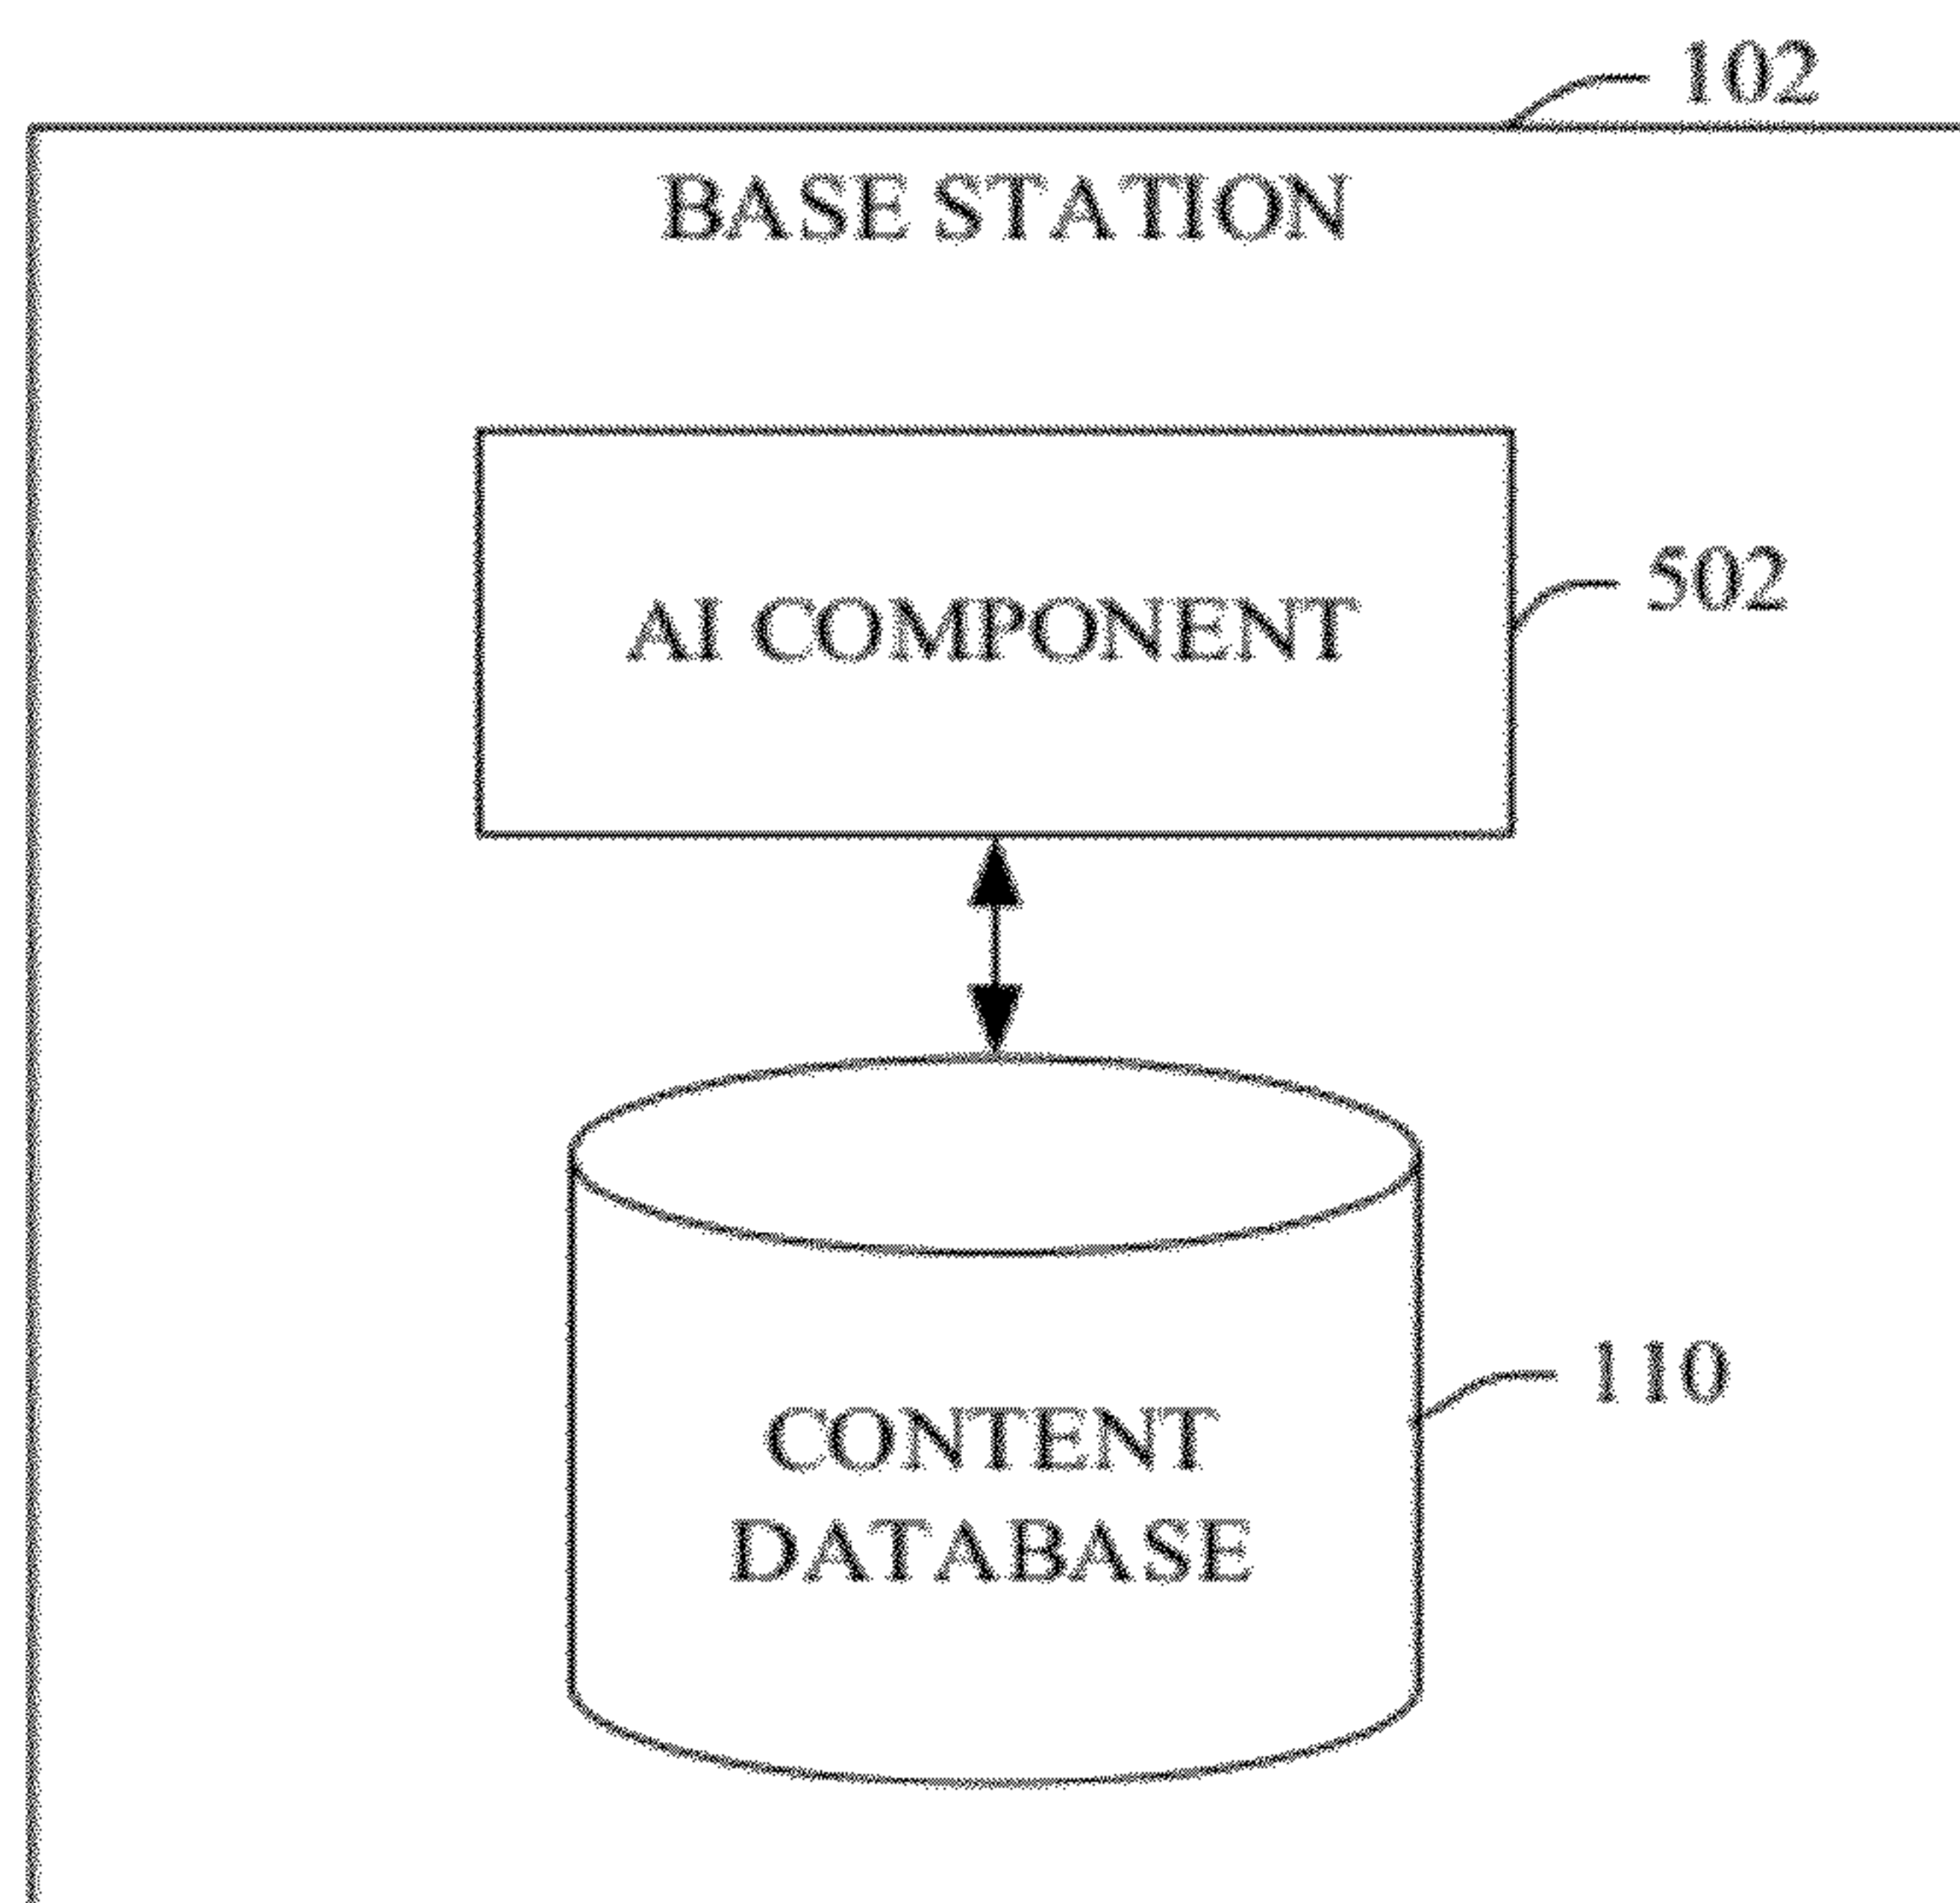 102
BASE STATION
502
AI COMPONENT
110
CONTENT
DATABASE